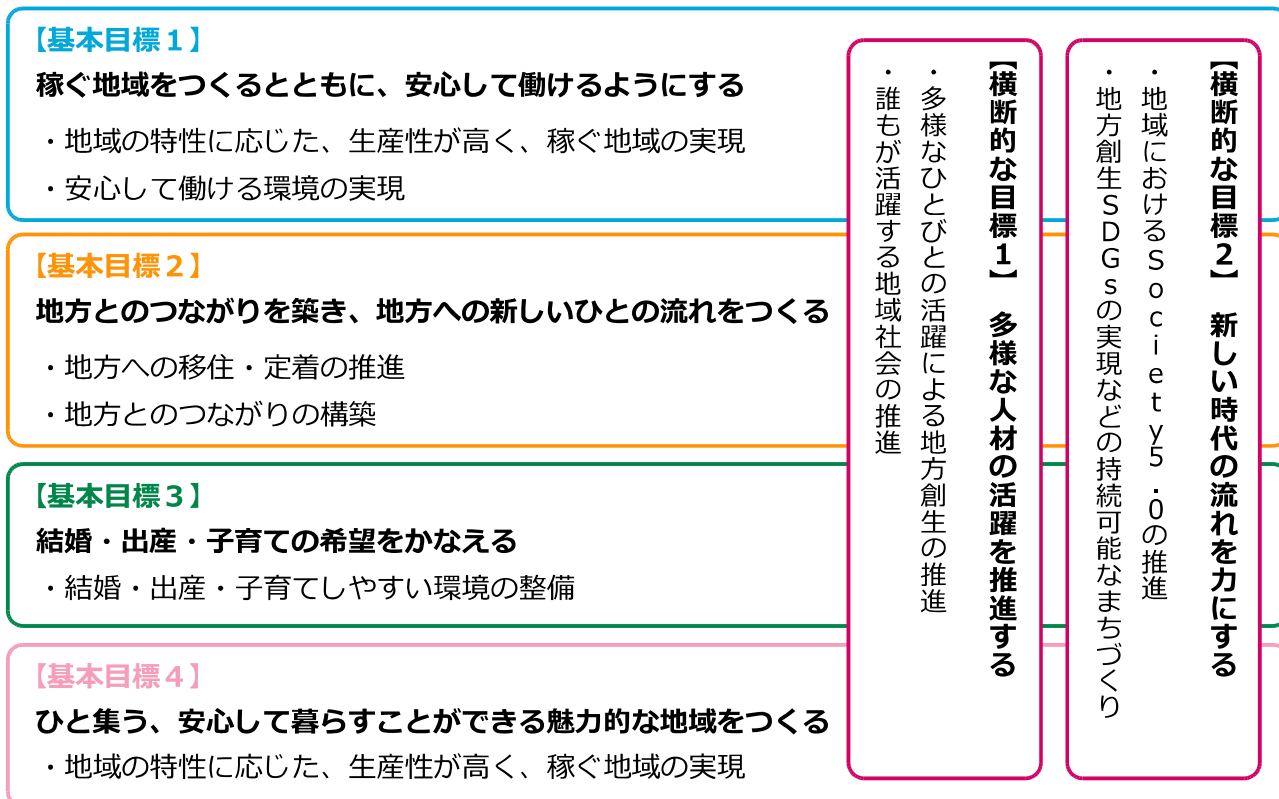 【基本目標１】
稼ぐ地域をつくるとともに、安心して働けるようにする
・地域の特性に応じた、生産性が高く、稼ぐ地域の実現
・安心して働ける環境の実現
【基本目標２】
地方とのつながりを築き、地方への新しいひとの流れをつくる
・地方への移住・定着の推進
・地方とのつながりの構築
【基本目標３】
結婚・出産・子育ての希望をかなえる
・結婚・出産・子育てしやすい環境の整備
【基本目標４】
ひと集う、安心して暮らすことができる魅力的な地域をつくる
・地域の特性に応じた、生産性が高く、稼ぐ地域の実現
【横断的な目標１】　多様な人材の活躍を推進する
・多様なひとびとの活躍による地方創生の推進
・誰もが活躍する地域社会の推進
【横断的な目標２】　新しい時代の流れを力にする
・地域におけるＳｏｃｉｅｔｙ５．０の推進
・地方創生ＳＤＧｓの実現などの持続可能なまちづくり